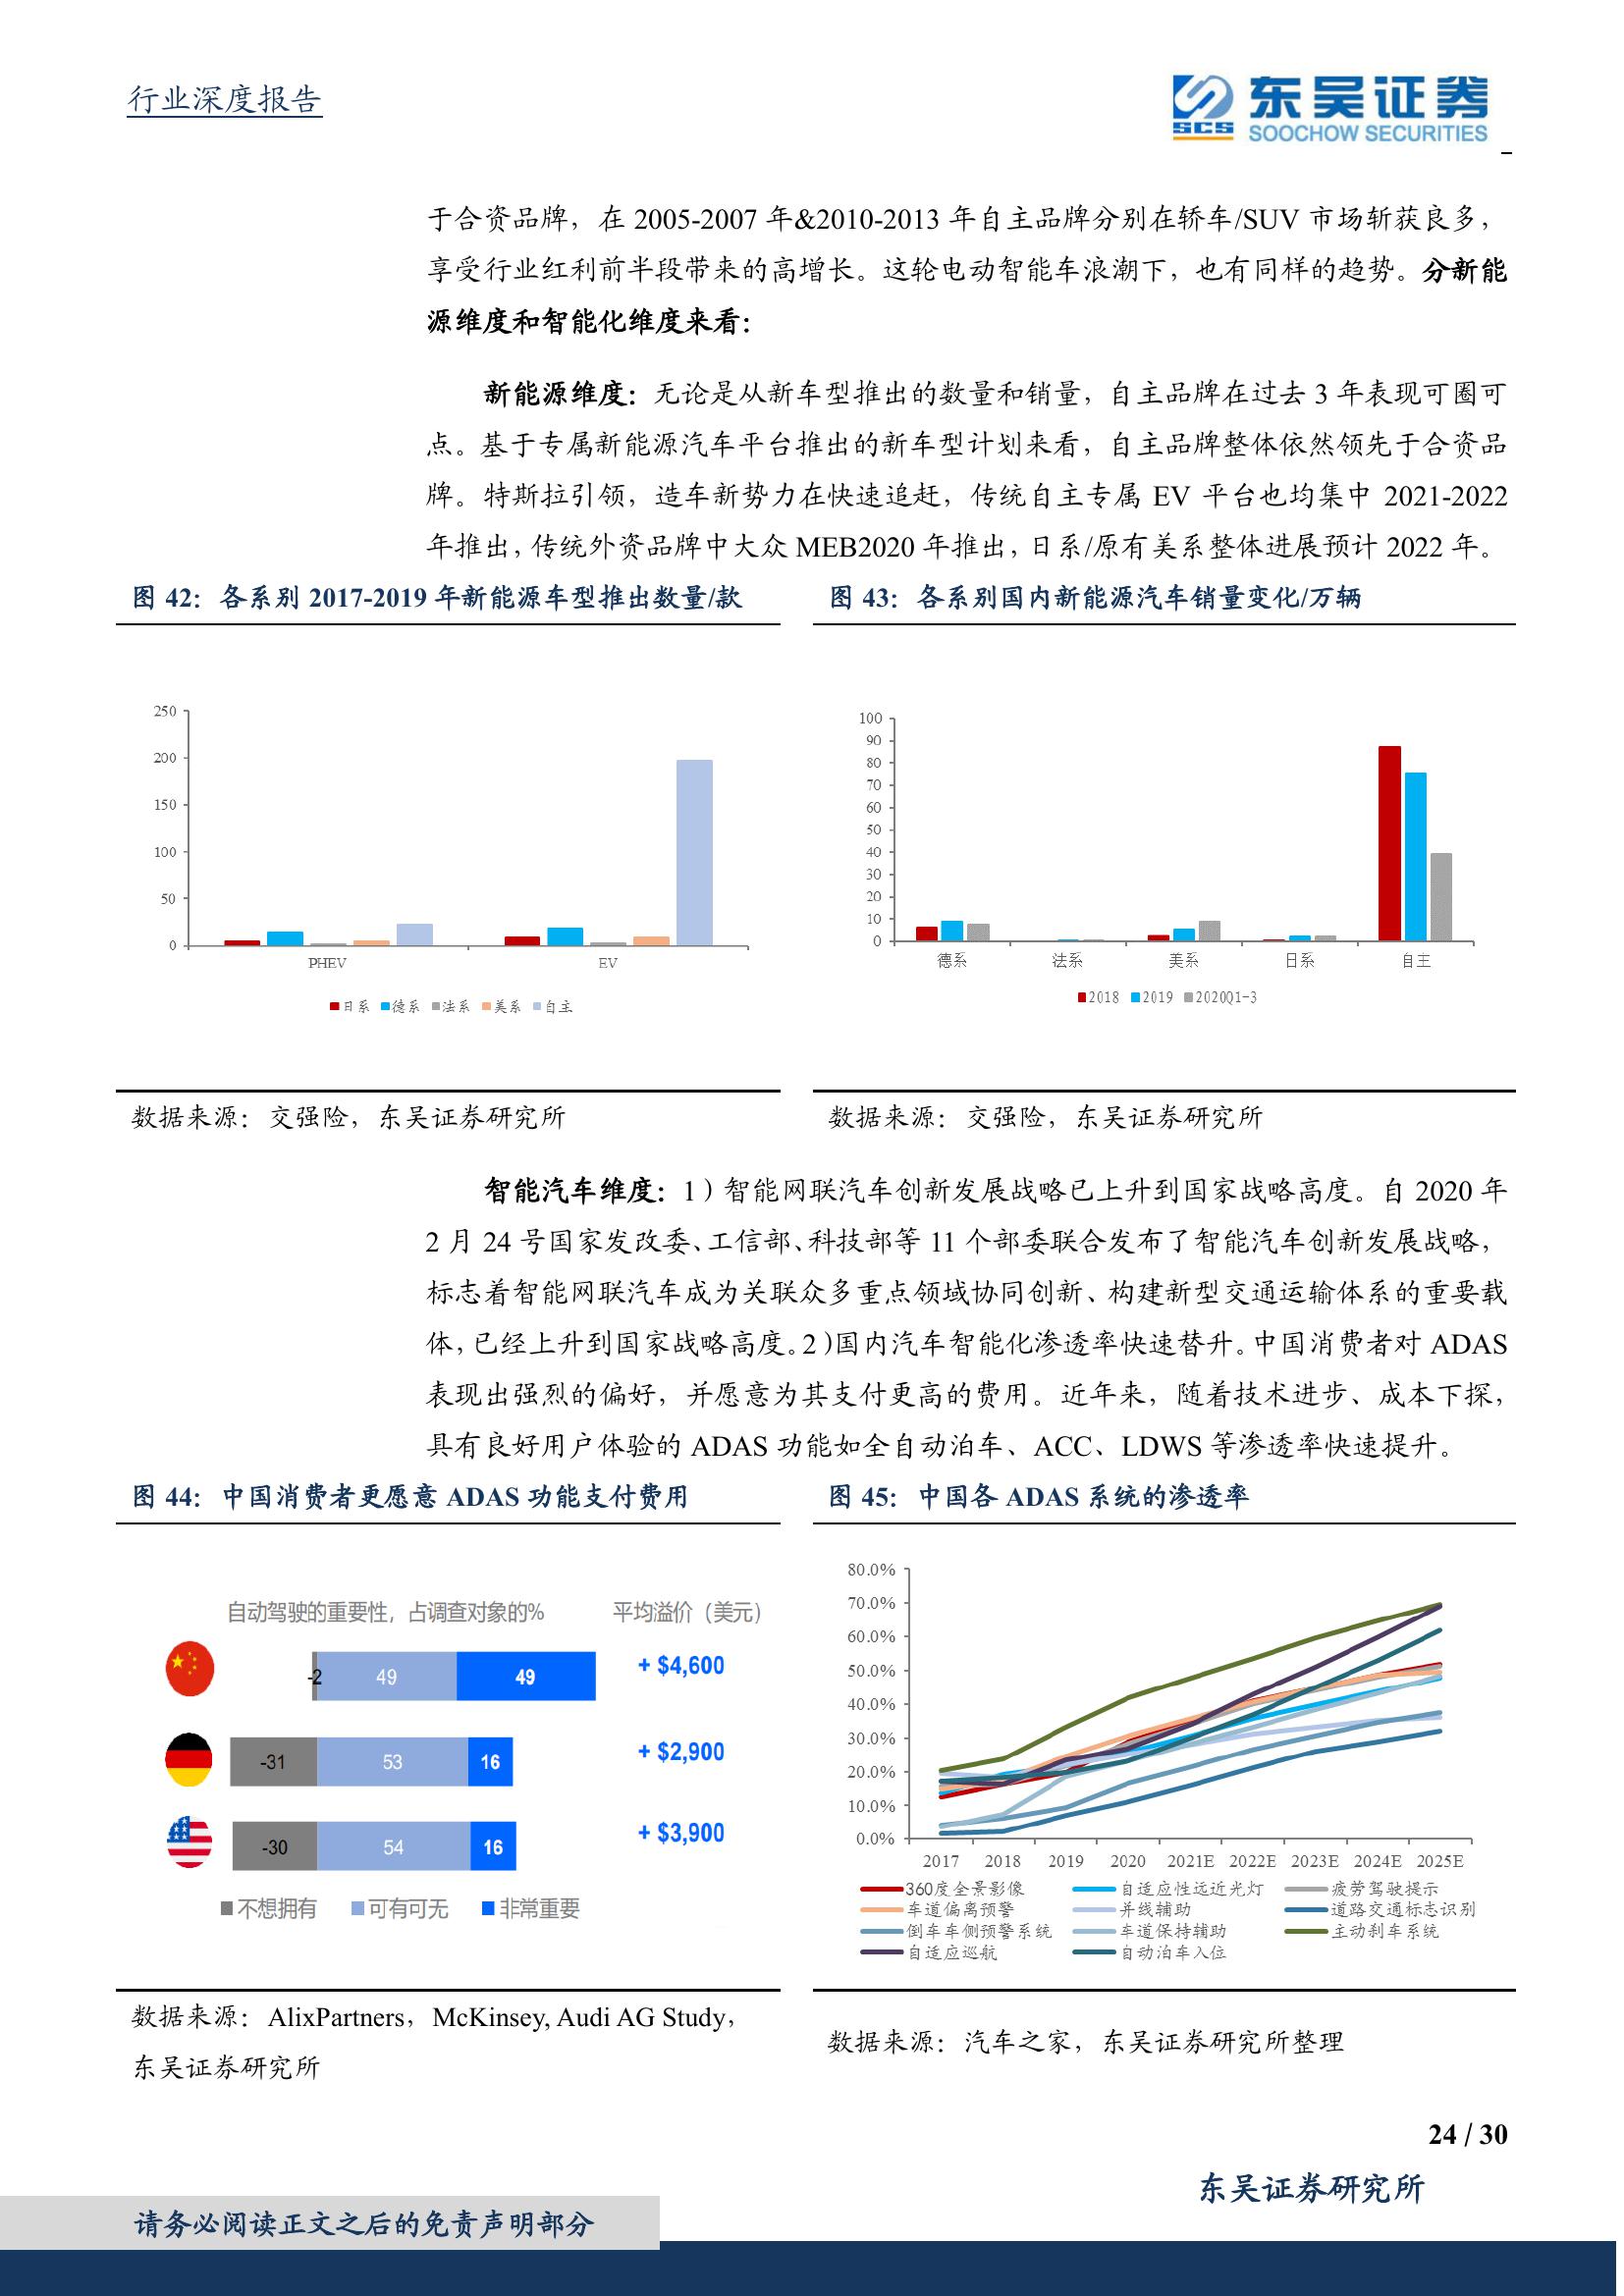 行业深度报告
东吴证券
SCS
SOOCHOW SECURITIES
于合资品牌，在 2005-2007 年&2010-2013 年自主品牌分别在轿车/SUV 市场斩获良多，
享受行业红利前半段带来的高增长。这轮电动智能车浪潮下，也有同样的趋势。分新能
源维度和智能化维度来看：
新能源维度：无论是从新车型推出的数量和销量，自主品牌在过去 3 年表现可圈可
点。基于专属新能源汽车平台推出的新车型计划来看，自主品牌整体依然领先于合资品
牌。特斯拉引领，造车新势力在快速追赶，传统自主专属 EV 平台也均集中 2021-2022
年推出，传统外资品牌中大众 MEB2020 年推出，日系/原有美系整体进展预计 2022 年。
图 42：各系别 2017-2019 年新能源车型推出数量/款
250
200
150
100
50
0
PHEV EV
日系 德系 法系 美系 自主
数据来源：交强险，东吴证券研究所
图 43：各系别国内新能源汽车销量变化/万辆
100
90
80
70
60
50
40
30
20
10
0
德系 法系 美系 日系 自主
2018 2019 2020Q1-3
数据来源：交强险，东吴证券研究所
智能汽车维度：1）智能网联汽车创新发展战略已上升到国家战略高度。自 2020 年
2 月 24 号国家发改委、工信部、科技部等 11 个部委联合发布了智能汽车创新发展战略，
标志着智能网联汽车成为关联众多重点领域协同创新、构建新型交通运输体系的重要载
体，已经上升到国家战略高度。2）国内汽车智能化渗透率快速替升。中国消费者对 ADAS
表现出强烈的偏好，并愿意为其支付更高的费用。近年来，随着技术进步、成本下探，
具有良好用户体验的 ADAS 功能如全自动泊车、ACC、LDWS 等渗透率快速提升。
图 44：中国消费者更愿意 ADAS 功能支付费用
自动驾驶的重要性，占调查对象的% 平均溢价（美元）
-2 49 49 + $4,600
-31 53 16 + $2,900
-30 54 16 + $3,900
不想拥有 可有可无 非常重要
数据来源：AlixPartners，McKinsey, Audi AG Study，
东吴证券研究所
图 45：中国各 ADAS 系统的渗透率
80.0%
70.0%
60.0%
50.0%
40.0%
30.0%
20.0%
10.0%
0.0%
2017 2018 2019 2020 2021E 2022E 2023E 2024E 2025E
360度全景影像 自适应性远近光灯 疲劳驾驶提示
车道偏离预警 并线辅助 道路交通标志识别
倒车车侧预警系统 车道保持辅助 主动刹车系统
自适应巡航 自动泊车入位
数据来源：汽车之家，东吴证券研究所整理
24 / 30
东吴证券研究所
请务必阅读正文之后的免责声明部分